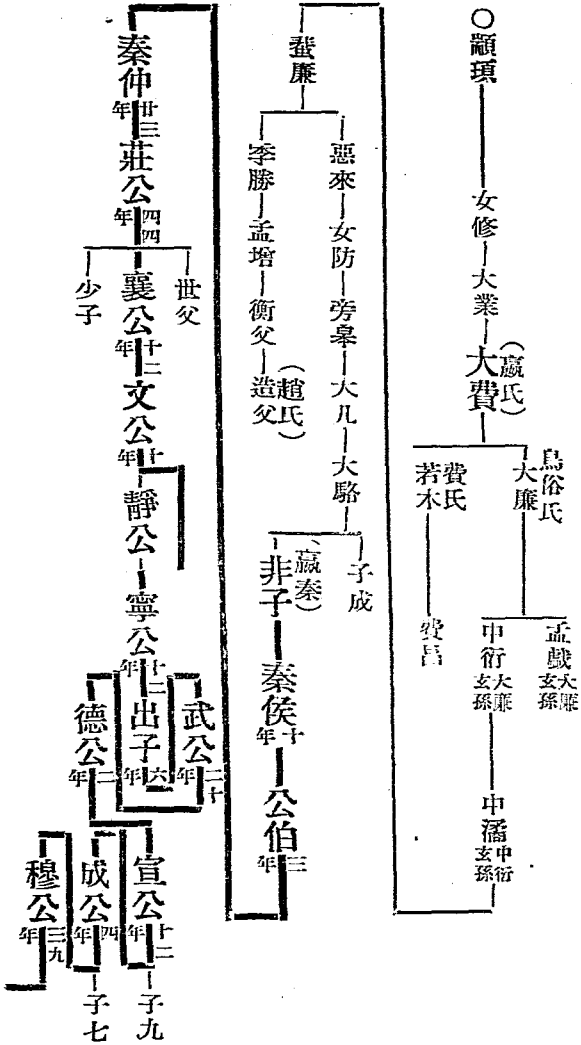 ○顓頊
女修
大業
大費
(嬴氏)
鳥俗氏
大廉
費氏
若木
費昌
孟戲
大廉
玄孫
中衍
大廉
玄孫
中潏
中衍
玄孫
蜚廉
惡來
女防
旁皋
大几
大駱
子成
非子
(嬴秦)
秦侯
十年
公伯
三年
季勝
孟增
衡父
造父
(趙氏)
秦仲
廿三年
莊公
四四年
世父
襄公
十二年
少子
文公
十年
靜公
寧公
十二年
武公
二十年
出子
六年
德公
二年
宣公
十二年
子九
成公
四年
子七
穆公
三九年